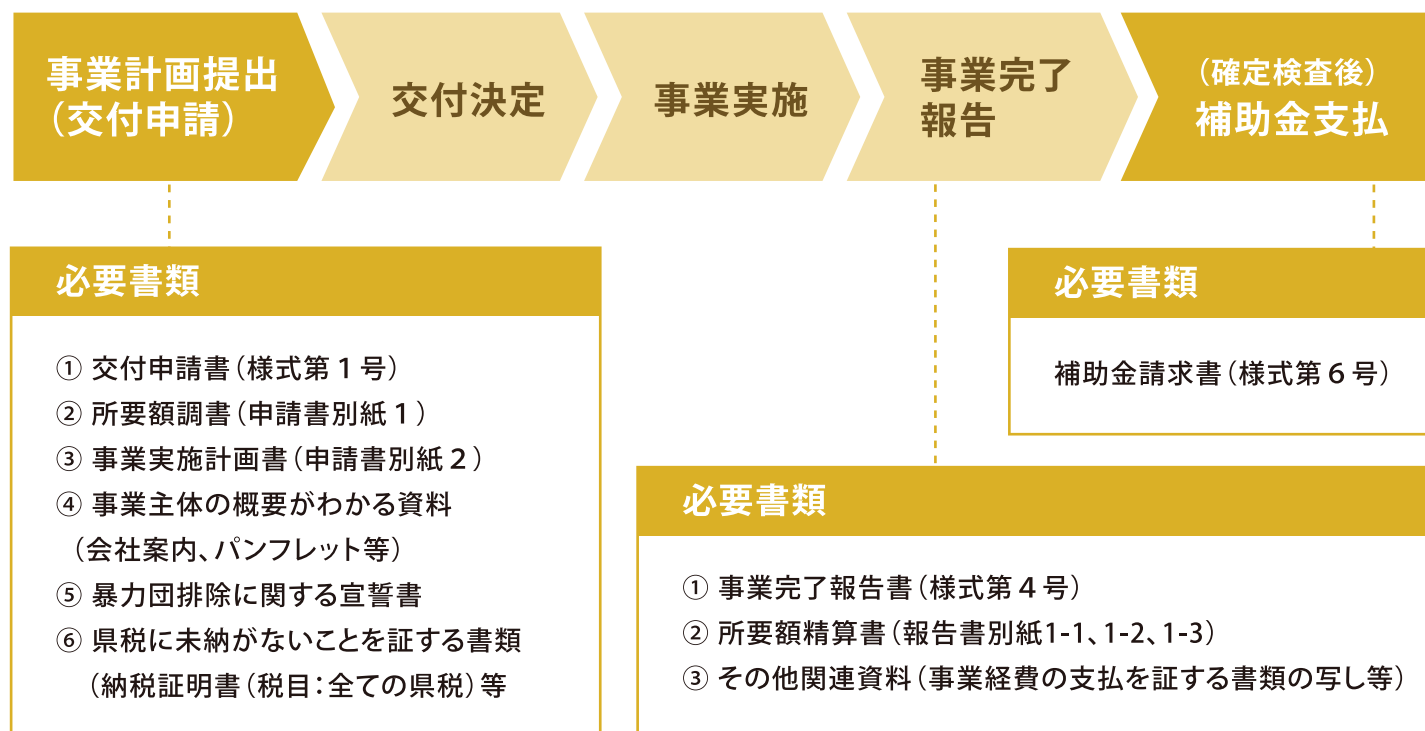 事業計画提出
（交付申請）
交付決定
事業実施
事業完了
報告
（確定検査後）
補助金支払
必要書類
① 交付申請書（様式第１号）
② 所要額調書（申請書別紙１）
③ 事業実施計画書（申請書別紙２）
④ 事業主体の概要がわかる資料
（会社案内、パンフレット等）
⑤ 暴力団排除に関する宣誓書
⑥ 県税に未納がないことを証する書類
（納税証明書（税目：全ての県税）等
必要書類
① 事業完了報告書（様式第４号）
② 所要額精算書（報告書別紙1-1、1-2、1-3）
③ その他関連資料（事業経費の支払を証する書類の写し等）
必要書類
補助金請求書（様式第６号）